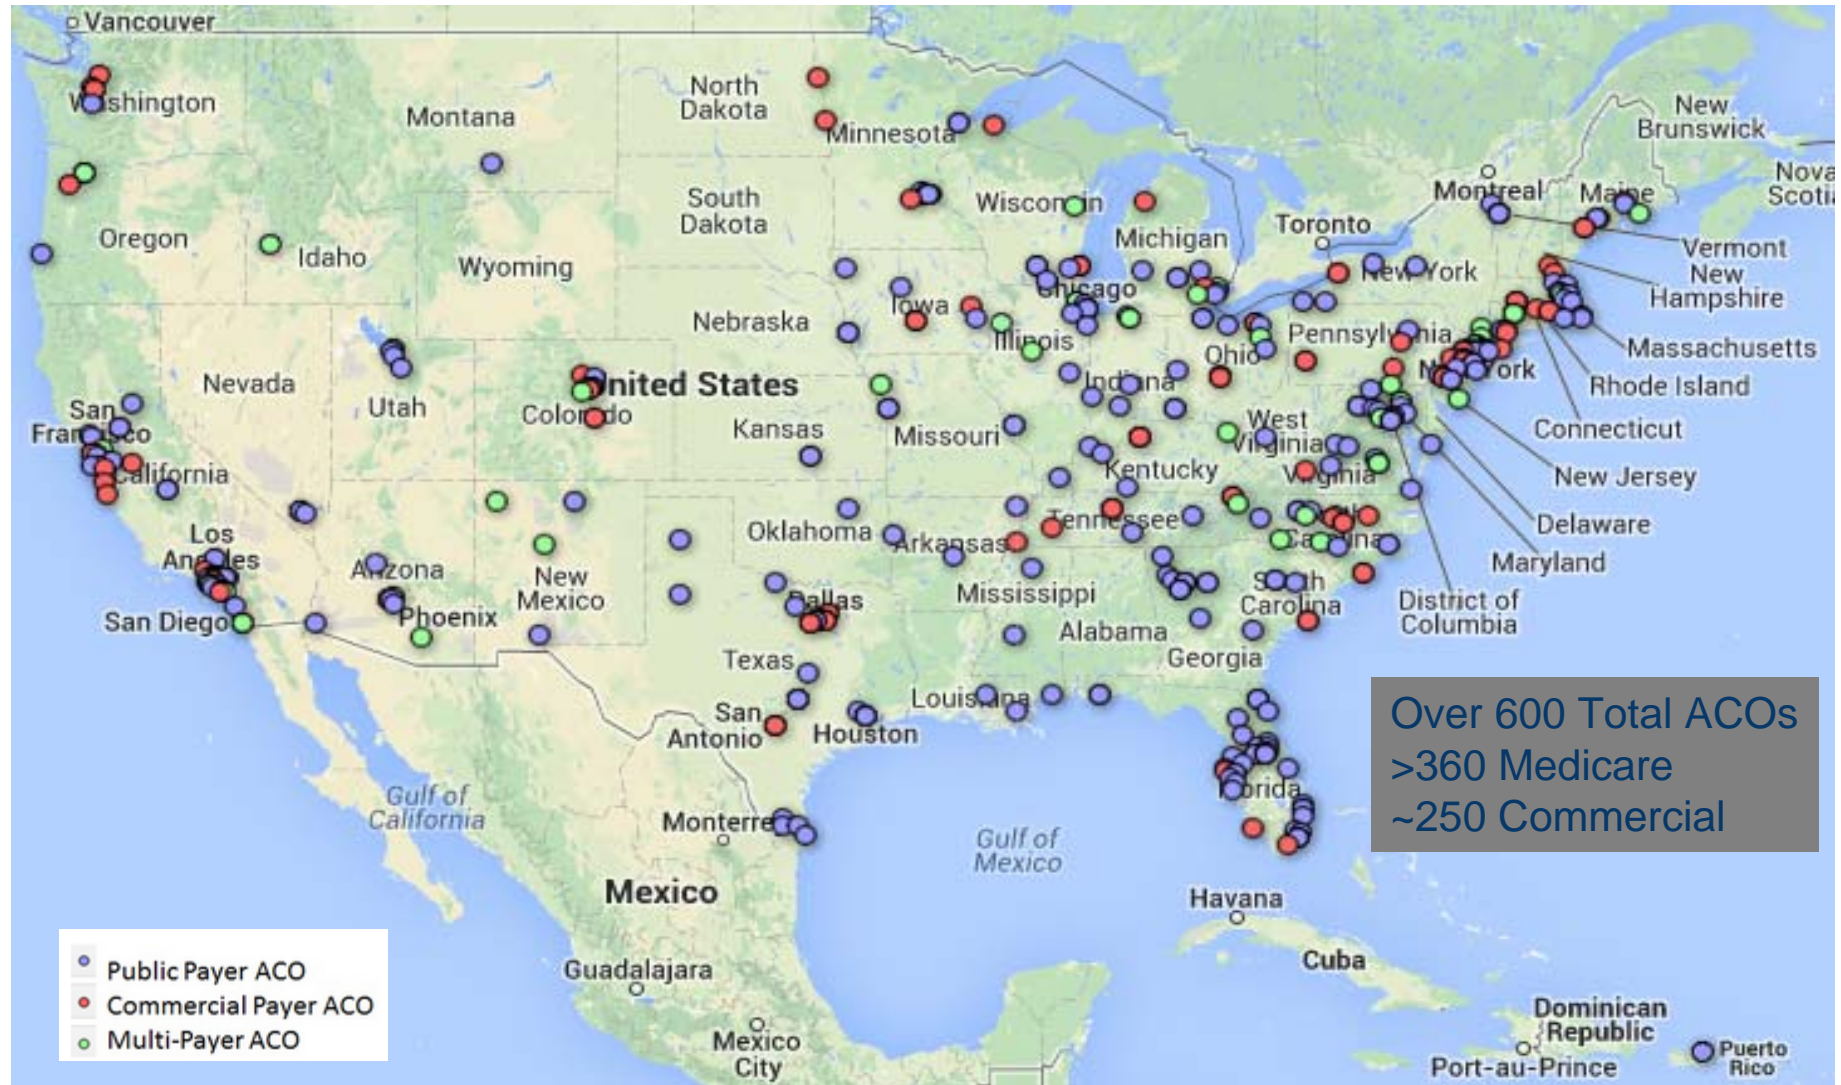 Vancouver
Washington
Montana
North
Dakota
Minnesota
New
Brunswick
Nova
Scotia
Montreal
Maine
Oregon
Idaho
Wyoming
South
Dakota
Wisconsin
Michigan
Toronto
Vermont
New York
New
Hampshire
Chicago
Iowa
Nebraska
Illinois
Ohio
Pennsylvania
Massachusetts
Nevada
Utah
United States
Colorado
Indiana
New York
Rhode Island
San
Francisco
California
Kansas
Missouri
West
Virginia
Connecticut
Kentucky
Virginia
New Jersey
Los
Angeles
Arizona
New
Mexico
Oklahoma
Arkansas
Tennessee
North
Carolina
Delaware
Maryland
San Diego
Phoenix
Dallas
Mississippi
Alabama
South
Carolina
Georgia
District of
Columbia
Texas
San
Antonio
Houston
Louisiana
Over 600 Total ACOs
>360 Medicare
~250 Commercial
Florida
Gulf of
California
Monterre
Gulf of
Mexico
Mexico
Havana
Cuba
Guadalajara
Mexico
City
Dominican
Republic
Port-au-Prince
Puerto
Rico
Public Payer ACO
Commercial Payer ACO
Multi-Payer ACO